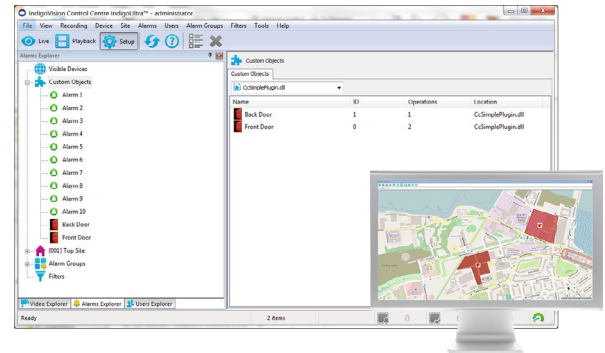 IndigoVision Control Centre IndigoUltra™ - administrator
File View Recording Device Site Alarms Users Alarm Groups Filters Tools Help
Live Playback Setup
Alarms Explorer
Visible Devices
Custom Objects
Alarm 1
Alarm 2
Alarm 3
Alarm 4
Alarm 5
Alarm 6
Alarm 7
Alarm 8
Alarm 9
Alarm 10
Back Door
Front Door
[001] Top Site
Alarm Groups
Filters
Video Explorer Alarms Explorer Users Explorer
Custom Objects
Custom Objects
CcSimplePlugin.dll
Name ID Operations Location
Back Door 1 1 CcSimplePlugin.dll
Front Door 0 2 CcSimplePlugin.dll
Ready 2 items 0